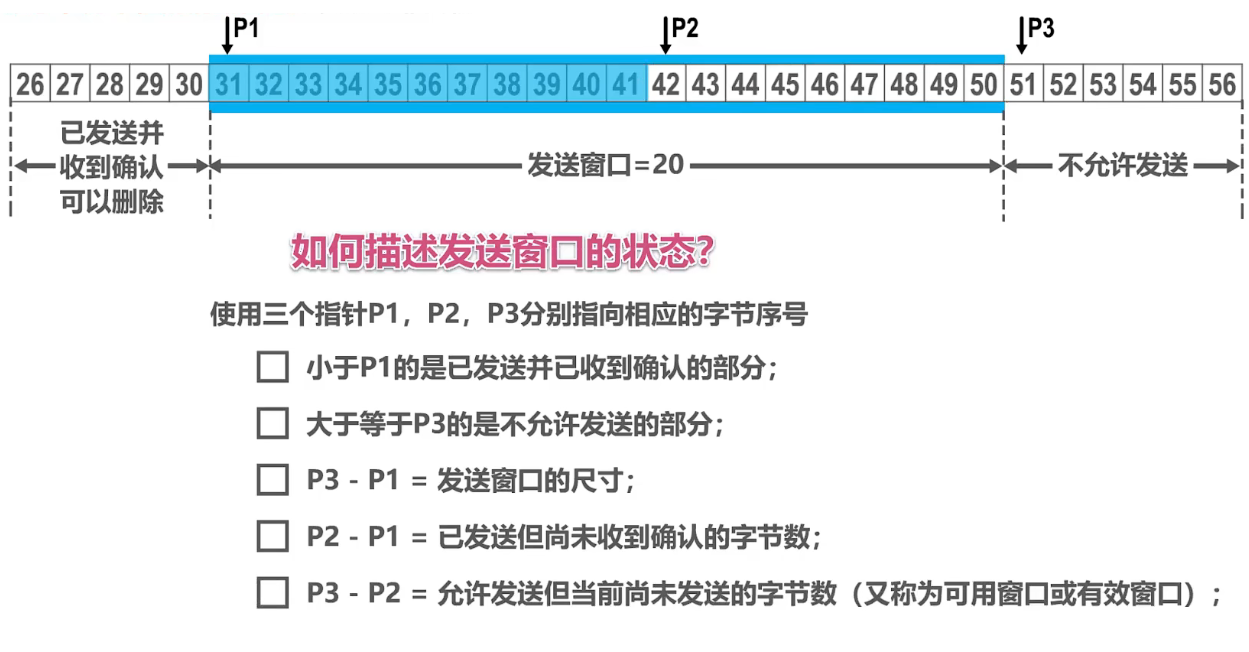 P1 P2 P3
26 27 28 29 30 31 32 33 34 35 36 37 38 39 40 41 42 43 44 45 46 47 48 49 50 51 52 53 54 55 56
已发送并
收到确认
可以删除
发送窗口=20
不允许发送
如何描述发送窗口的状态？
使用三个指针P1，P2，P3分别指向相应的字节序号
小于P1的是已发送并已收到确认的部分；
大于等于P3的是不允许发送的部分；
P3 - P1 = 发送窗口的尺寸；
P2 - P1 = 已发送但尚未收到确认的字节数；
P3 - P2 = 允许发送但当前尚未发送的字节数（又称为可用窗口或有效窗口）；